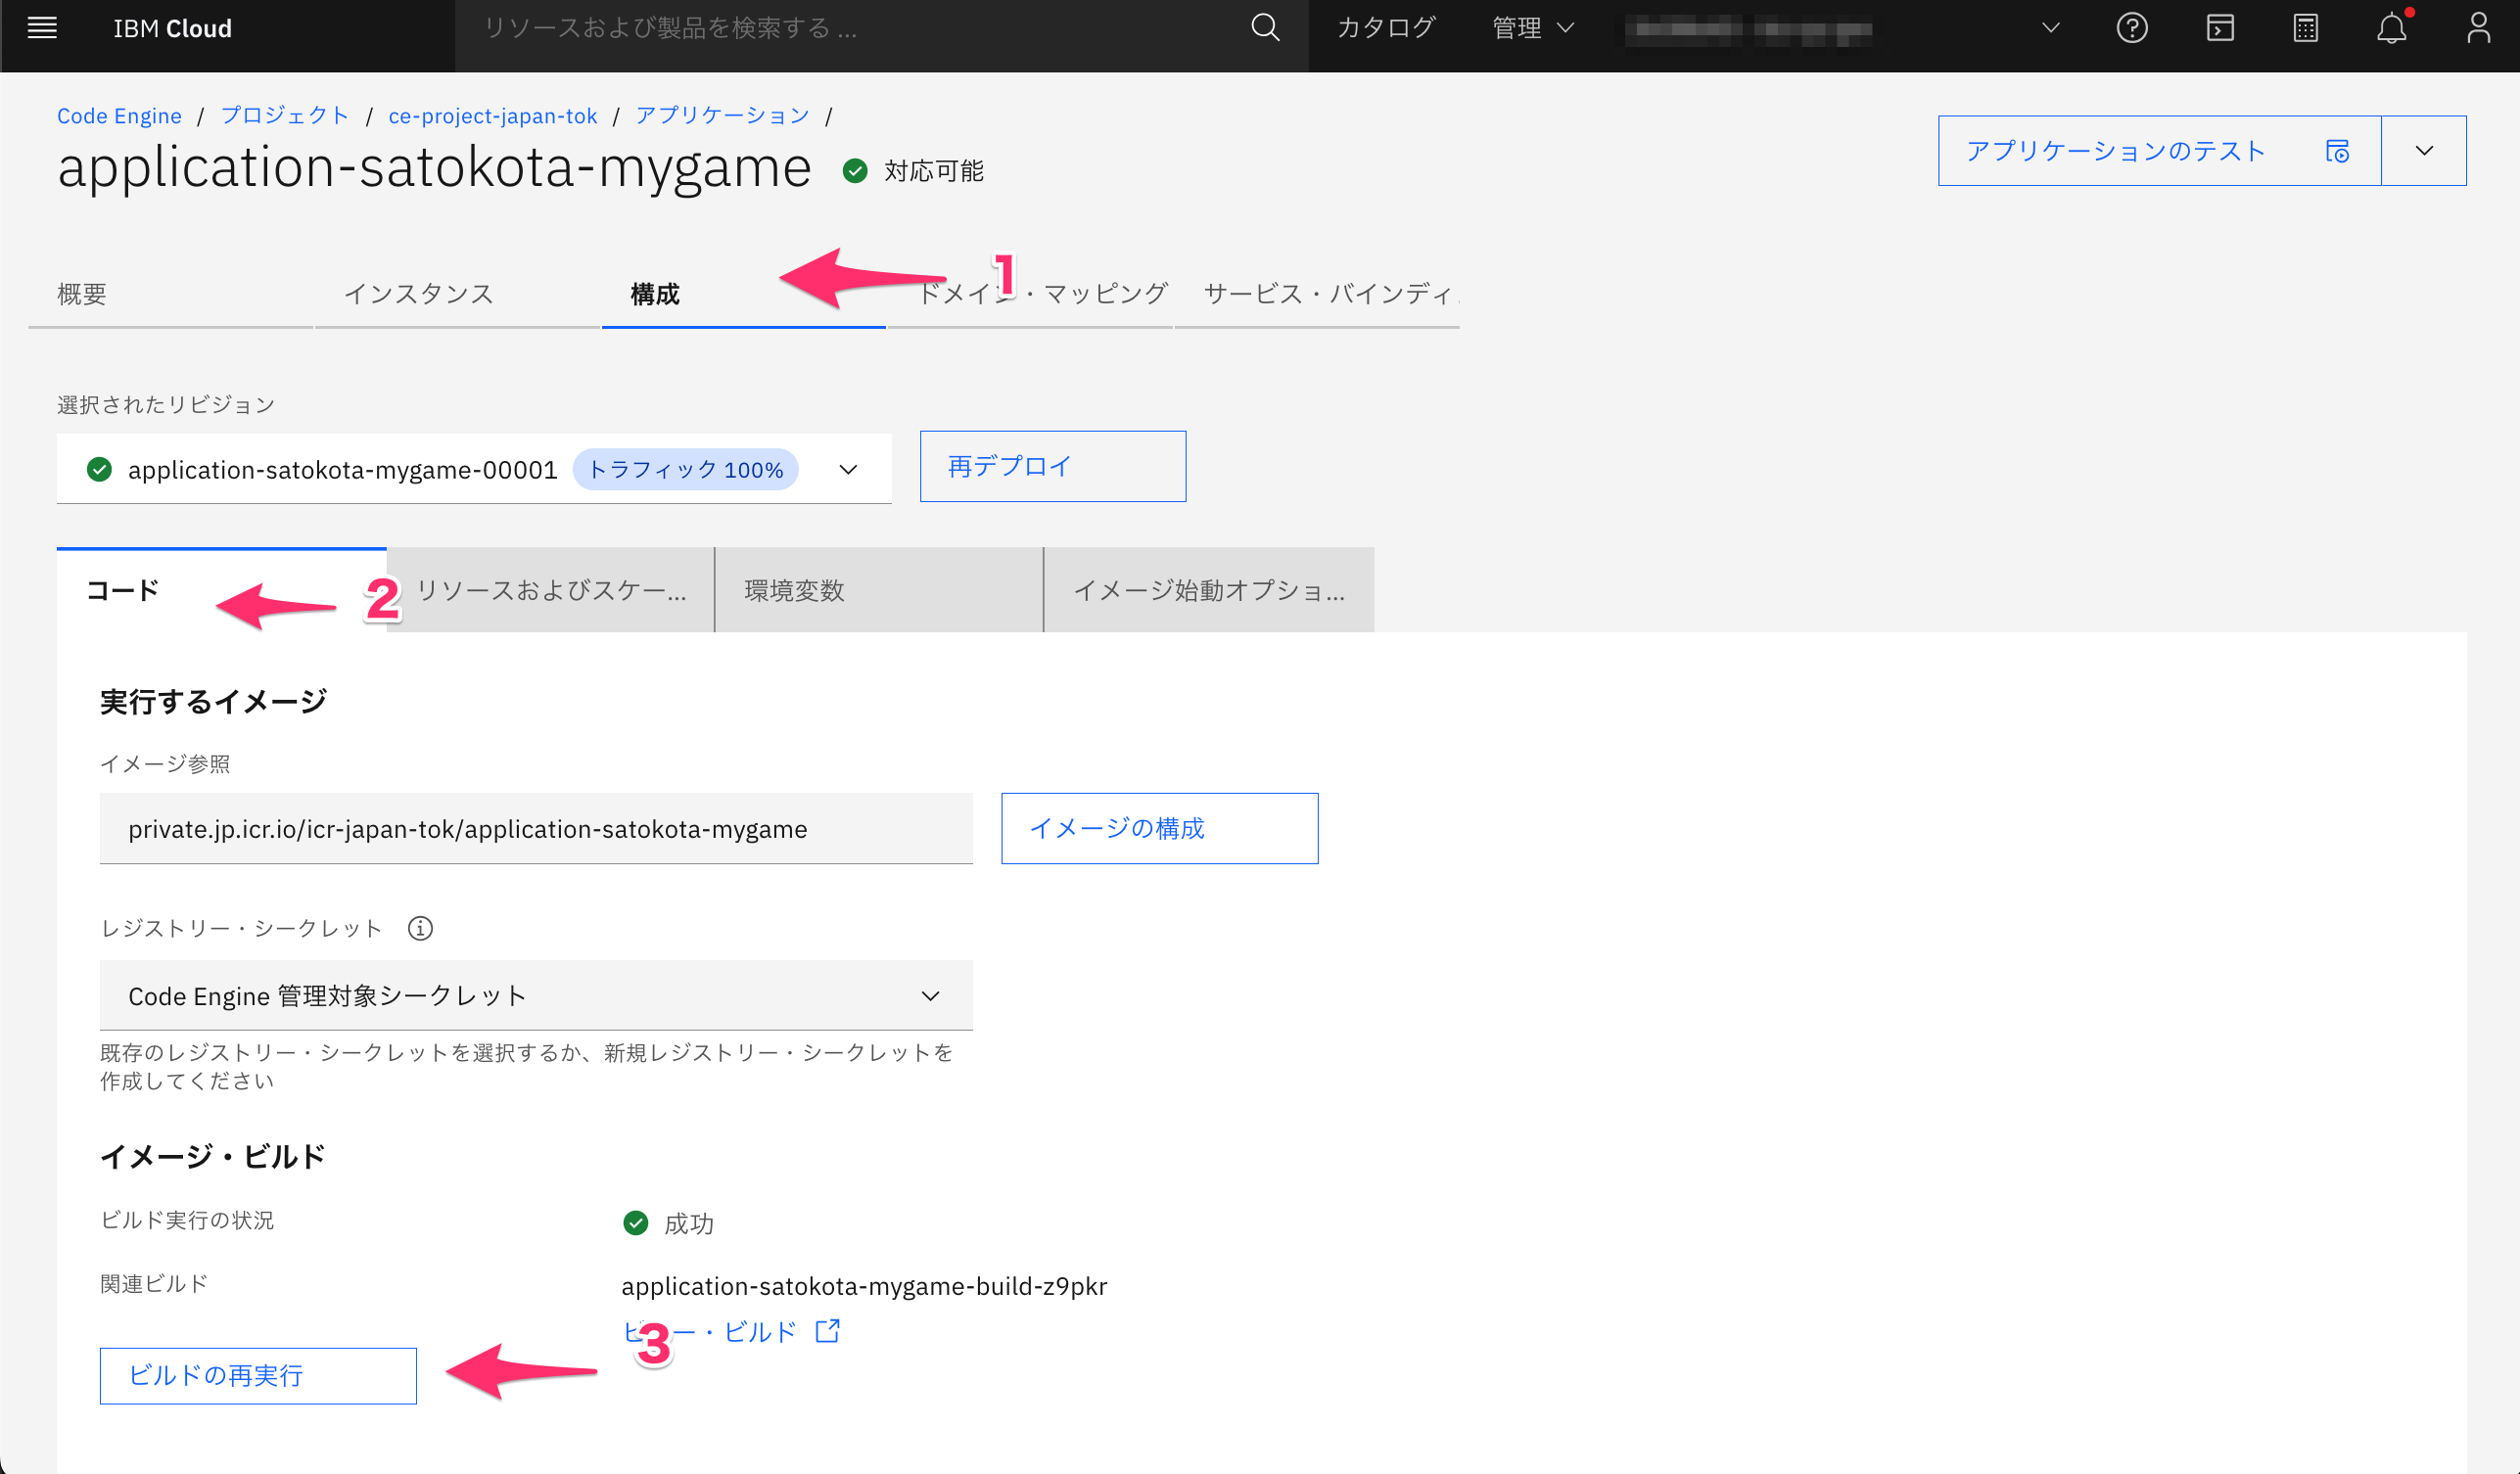 IBM Cloud
リソースおよび製品を検索する ...
カタログ
管理
Code Engine / プロジェクト / ce-project-japan-tok / アプリケーション /
application-satokota-mygame
対応可能
アプリケーションのテスト
1
概要
インスタンス
構成
ドメイン・マッピング
サービス・バインディ
選択されたリビジョン
application-satokota-mygame-00001
トラフィック 100%
再デプロイ
コード
2
リソースおよびスケー...
環境変数
イメージ始動オプショ...
実行するイメージ
イメージ参照
private.jp.icr.io/icr-japan-tok/application-satokota-mygame
イメージの構成
レジストリー・シークレット
Code Engine 管理対象シークレット
既存のレジストリー・シークレットを選択するか、新規レジストリー・シークレットを
作成してください
イメージ・ビルド
ビルド実行の状況
成功
関連ビルド
application-satokota-mygame-build-z9pkr
ビュー・ビルド
3
ビルドの再実行